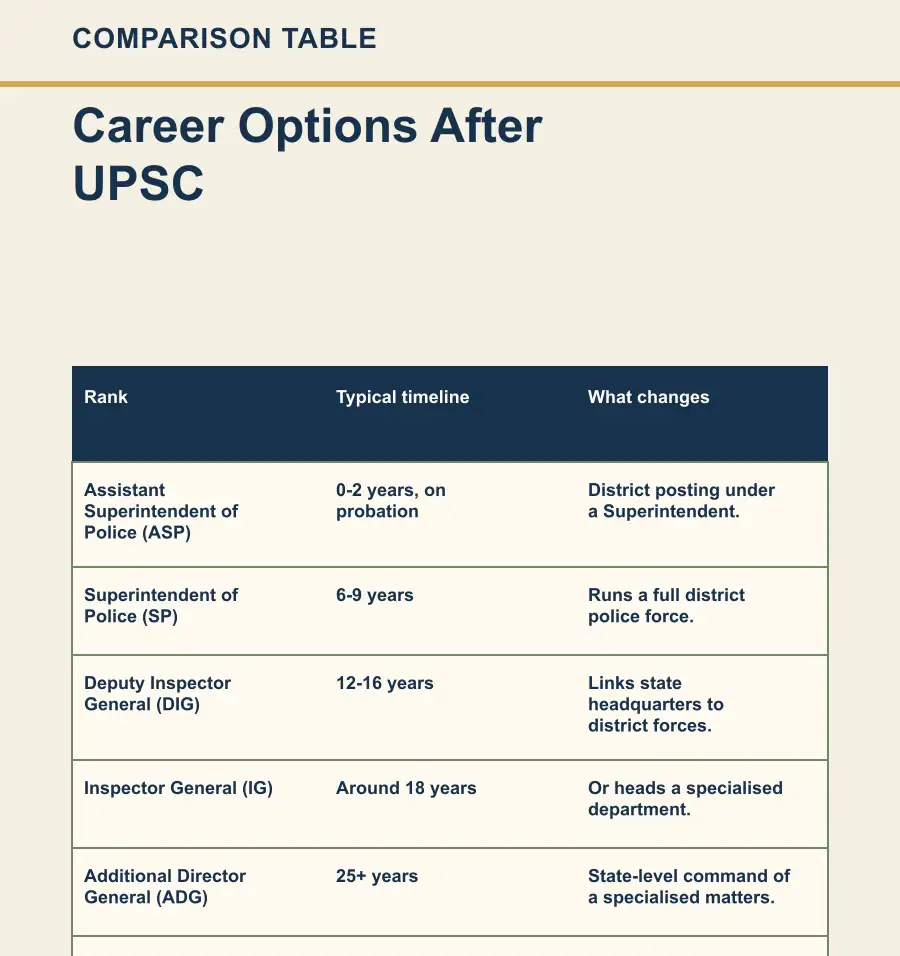 COMPARISON TABLE
Career Options After
UPSC
Rank
Typical timeline
What changes
Assistant
Superintendent of
Police (ASP)
0-2 years, on
probation
District posting under
a Superintendent.
Superintendent of
Police (SP)
6-9 years
Runs a full district
police force.
Deputy Inspector
General (DIG)
12-16 years
Links state
headquarters to
district forces.
Inspector General (IG)
Around 18 years
Or heads a specialised
department.
Additional Director
General (ADG)
25+ years
State-level command of
a specialised matters.